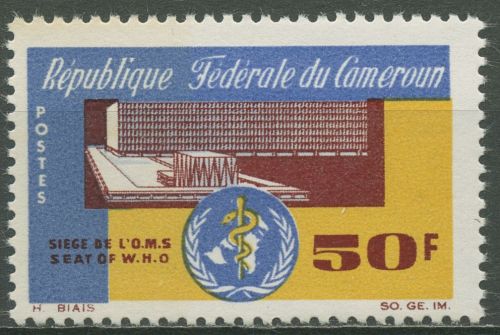 République Fédérale du Cameroun
POSTES
SIEGE DE L'O.M.S
SEAT OF W.H.O
50F
H. BIAIS
SO. GE. IM.